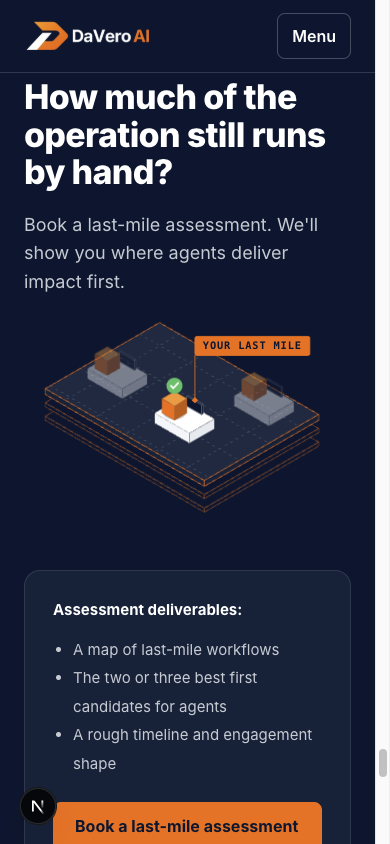 DaVero AI
Menu
How much of the
operation still runs
by hand?
Book a last-mile assessment. We'll
show you where agents deliver
impact first.
YOUR LAST MILE
Assessment deliverables:
A map of last-mile workflows
The two or three best first
candidates for agents
A rough timeline and engagement
shape
N
Book a last-mile assessment